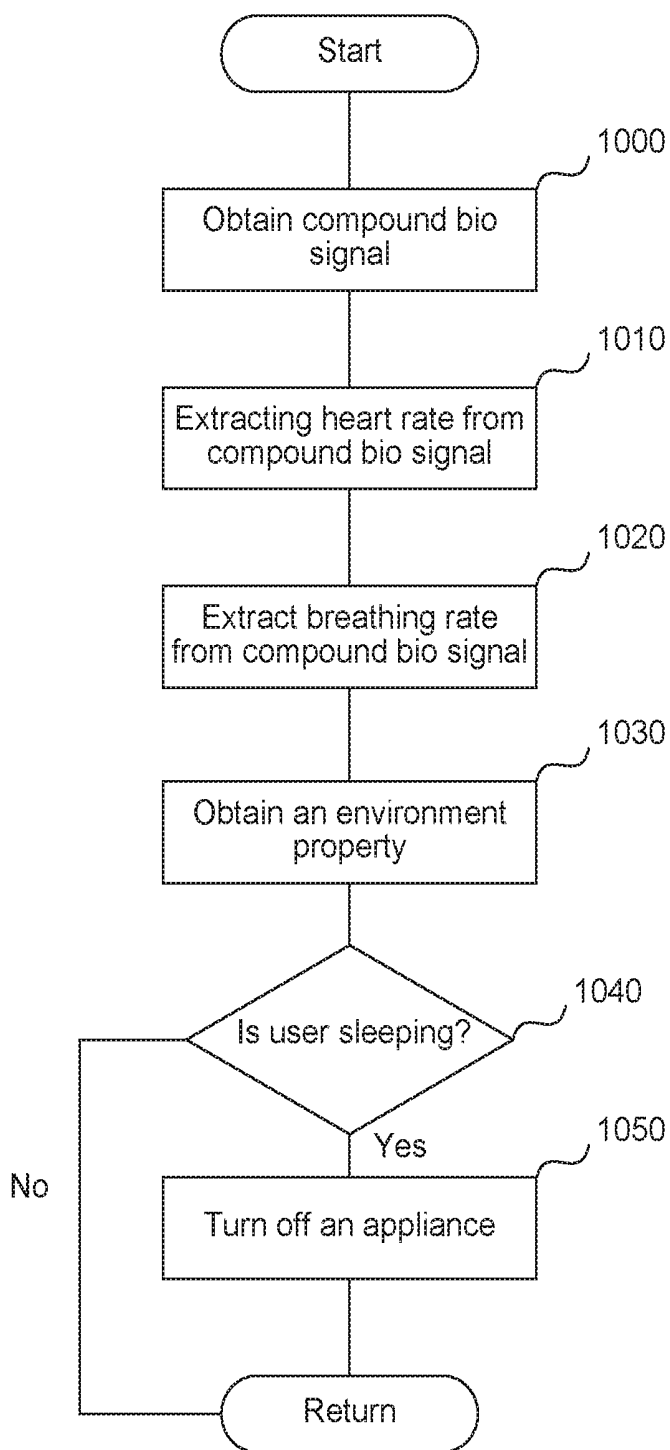 Start
1000
Obtain compound bio
signal
1010
Extracting heart rate from
compound bio signal
1020
Extract breathing rate
from compound bio signal
1030
Obtain an environment
property
1040
Is user sleeping?
Yes
1050
No
Turn off an appliance
Return